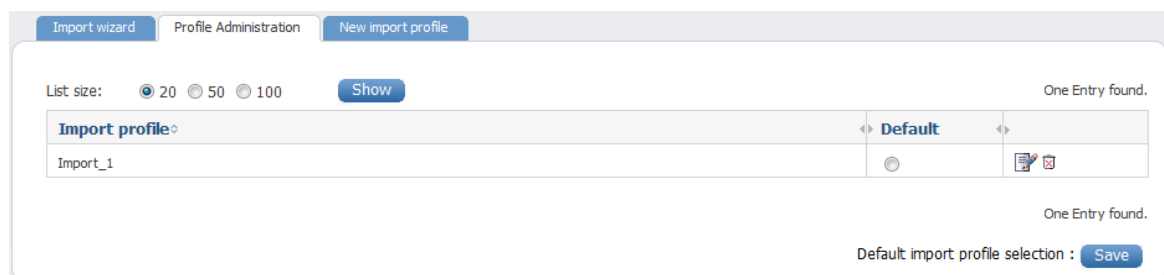 Import wizard Profile Administration New import profile
List size: 20 50 100 Show One Entry found.
Import profile Default
Import_1
One Entry found.
Default import profile selection : Save